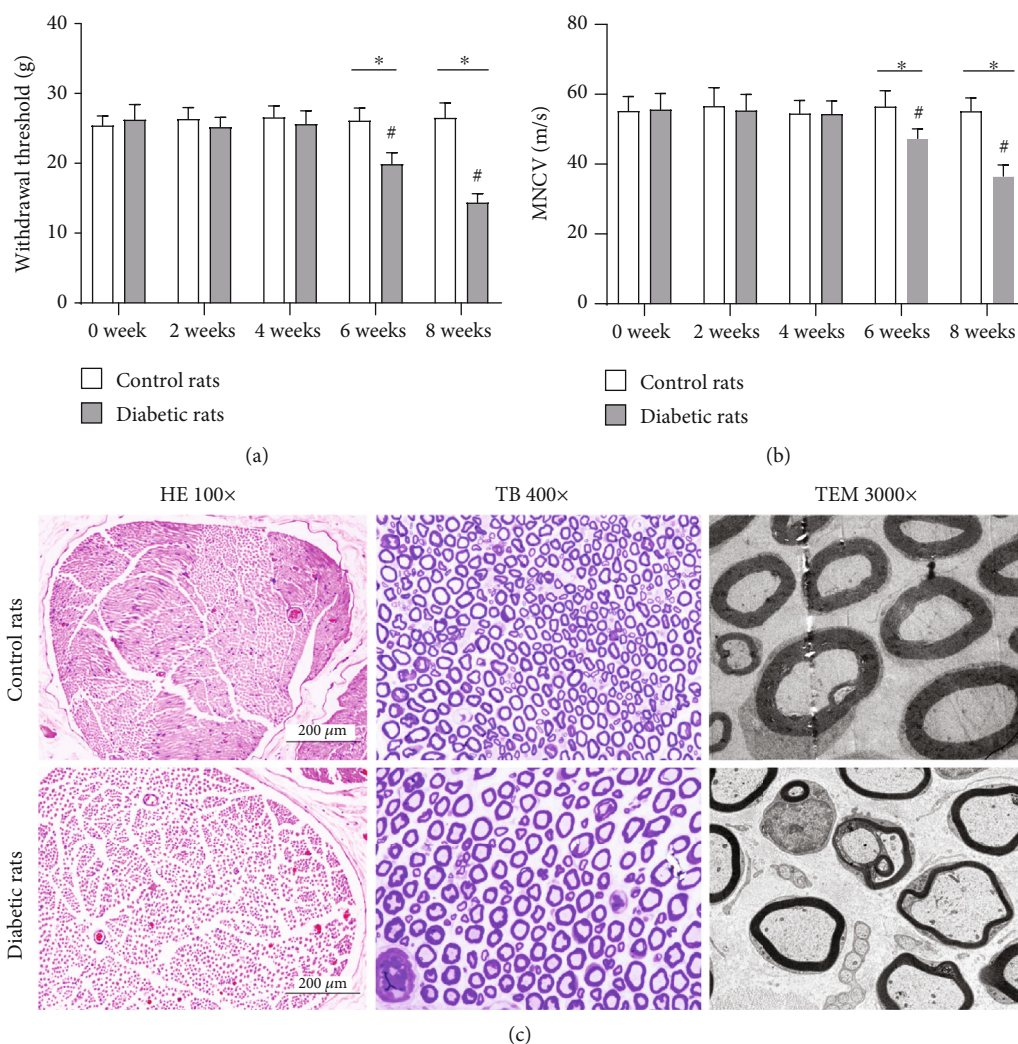 40
30
20
10
0
Withdrawal threshold (g)
*
*
#
#
0 week 2 weeks 4 weeks 6 weeks 8 weeks
Control rats
Diabetic rats
(a)
80
60
40
20
0
MNCV (m/s)
*
*
#
#
0 week 2 weeks 4 weeks 6 weeks 8 weeks
Control rats
Diabetic rats
(b)
HE 100× TB 400× TEM 3000×
Control rats
200 μm
Diabetic rats
200 μm
(c)